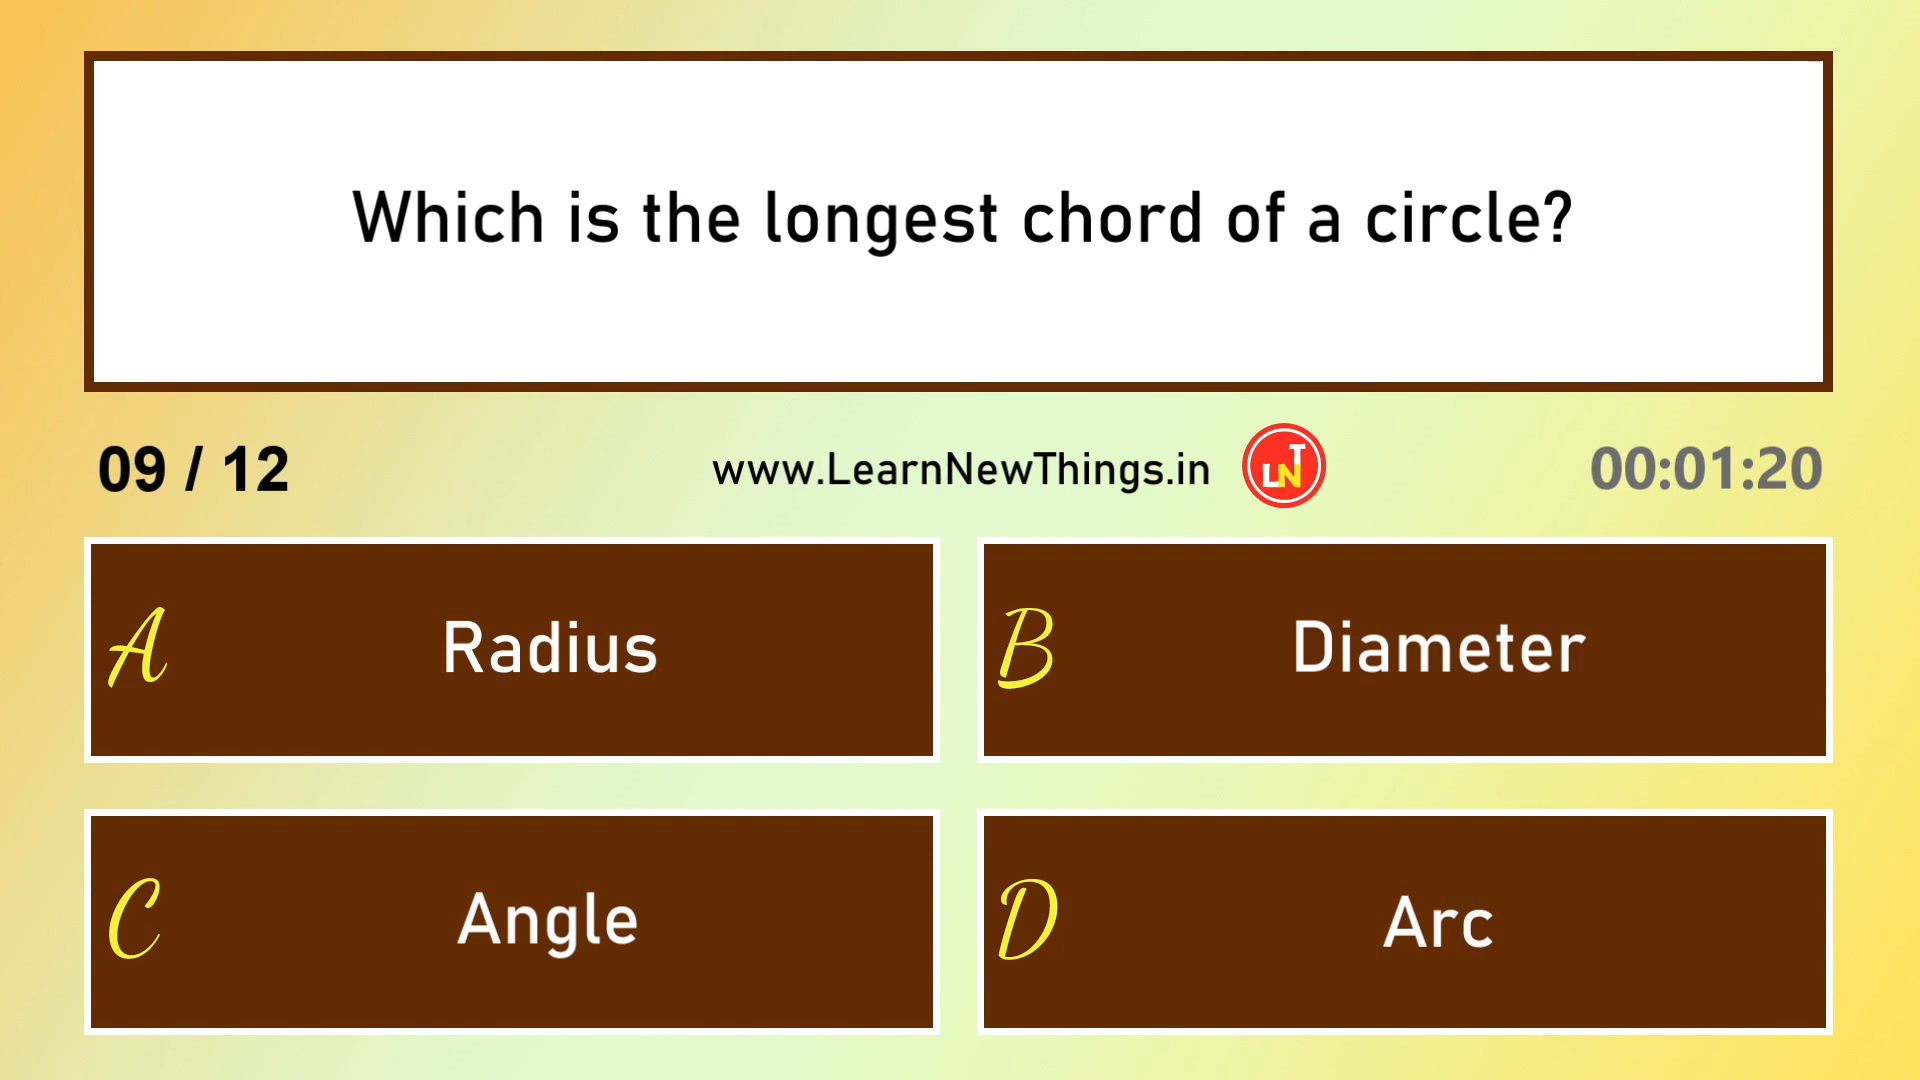 Which is the longest chord of a circle?
09 / 12
www.LearnNewThings.in
LNT
00:01:20
A Radius
B Diameter
C Angle
D Arc